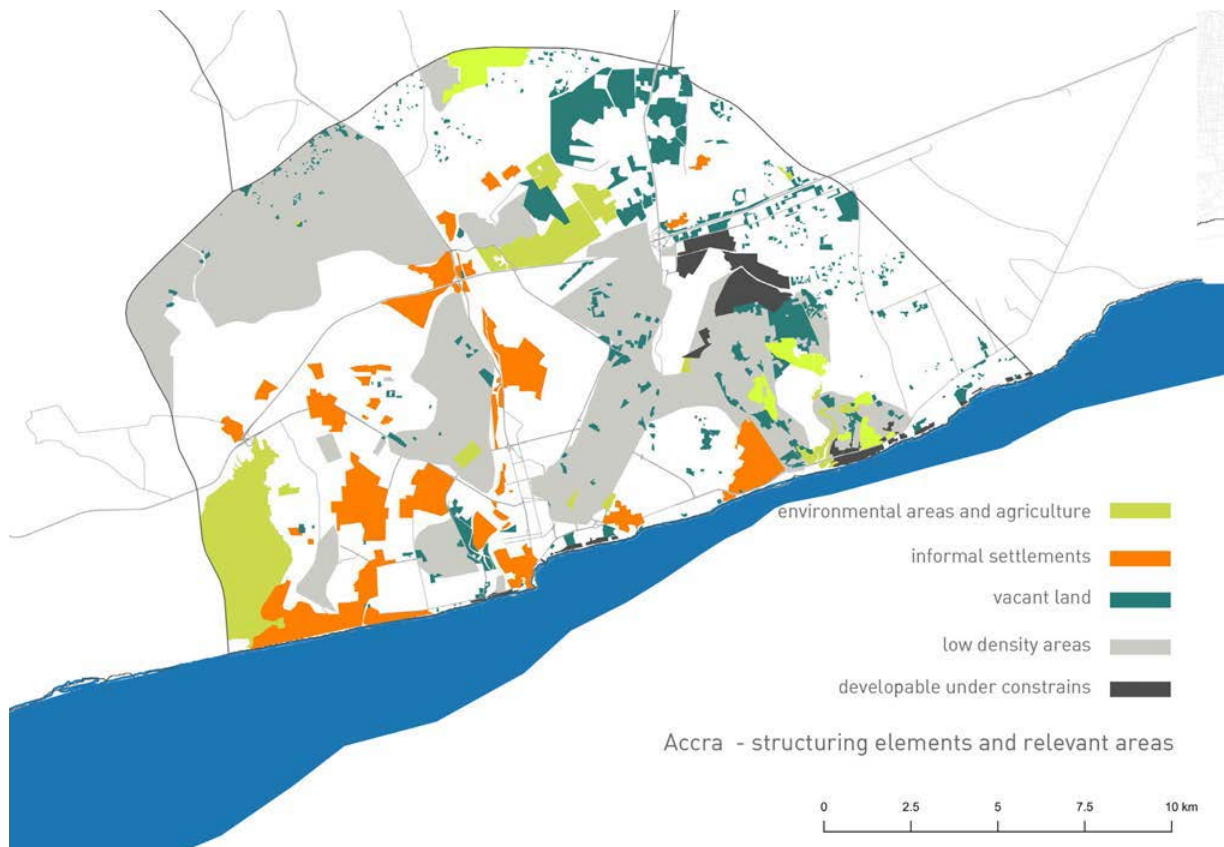 environmental areas and agriculture
informal settlements
vacant land
low density areas
developable under constrains
Accra - structuring elements and relevant areas
0 2.5 5 7.5 10 km